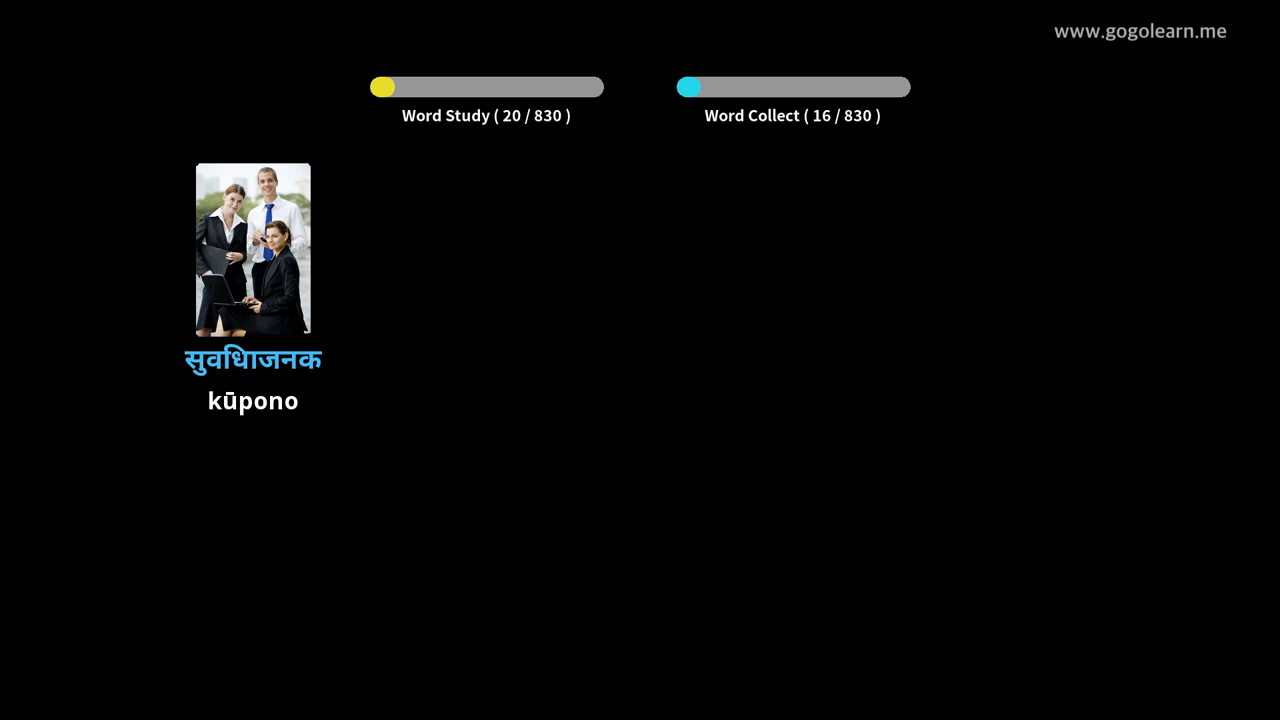 www.gogolearn.me
Word Study ( 20 / 830 )
Word Collect ( 16 / 830 )
सुवधिाजनक
kūpono